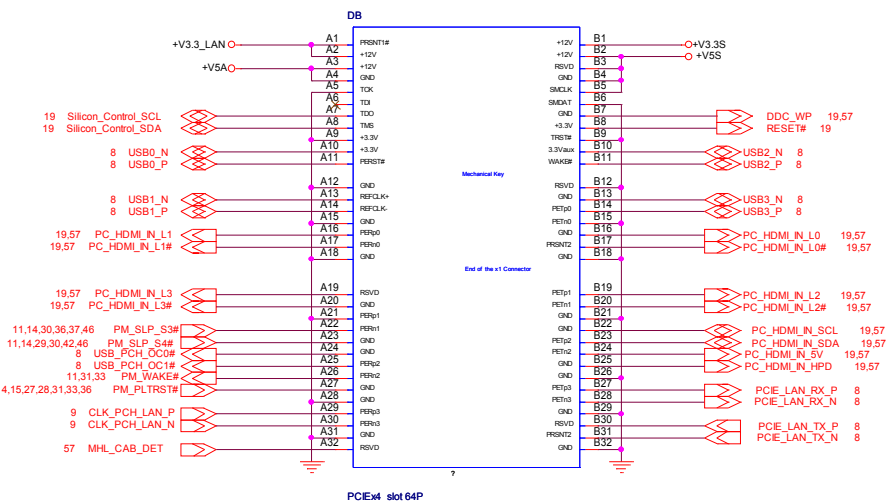 DB
+V3.3_LAN A1 PRSNT1# +12V B1 +V3.3S
A2 +12V +12V B2 +V5S
+V5A A3 +12V RSVD B3
A4 GND GND B4
A5 TCK SMCLK B5
A6 TDI SMDAT B6
19 Silicon_Control_SCL A7 TDO GND B7 DDC_WP 19,57
19 Silicon_Control_SDA A8 TMS +3.3V B8 RESET# 19
A9 +3.3V TRST# B9
8 USB0_N A10 +3.3V 3.3Vaux B10 USB2_N 8
8 USB0_P A11 PERST# WAKE# B11 USB2_P 8
Mechanical Key
A12 GND RSVD B12
8 USB1_N A13 REFCLK+ GND B13 USB3_N 8
8 USB1_P A14 REFCLK- PETp0 B14 USB3_P 8
A15 GND PETn0 B15
19,57 PC_HDMI_IN_L1 A16 PERp0 GND B16 PC_HDMI_IN_L0 19,57
19,57 PC_HDMI_IN_L1# A17 PERn0 PRSNT2 B17 PC_HDMI_IN_L0# 19,57
A18 GND GND B18
End of the x1 Connector
19,57 PC_HDMI_IN_L3 A19 RSVD PETp1 B19 PC_HDMI_IN_L2 19,57
19,57 PC_HDMI_IN_L3# A20 GND PETn1 B20 PC_HDMI_IN_L2# 19,57
A21 PERp1 GND B21
11,14,30,36,37,46 PM_SLP_S3# A22 PERn1 GND B22 PC_HDMI_IN_SCL 19,57
11,14,29,30,42,46 PM_SLP_S4# A23 GND PETp2 B23 PC_HDMI_IN_SDA 19,57
8 USB_PCH_OC0# A24 GND PETn2 B24 PC_HDMI_IN_5V 19,57
8 USB_PCH_OC1# A25 PERp2 GND B25 PC_HDMI_IN_HPD 19,57
11,31,33 PM_WAKE# A26 PERn2 GND B26
4,15,27,28,31,33,36 PM_PLTRST# A27 GND PETp3 B27 PCIE_LAN_RX_P 8
A28 GND PETn3 B28 PCIE_LAN_RX_N 8
9 CLK_PCH_LAN_P A29 PERp3 GND B29
9 CLK_PCH_LAN_N A30 PERn3 RSVD B30 PCIE_LAN_TX_P 8
A31 GND PRSNT2 B31 PCIE_LAN_TX_N 8
57 MHL_CAB_DET A32 RSVD GND B32
?
PCIEx4_slot 64P